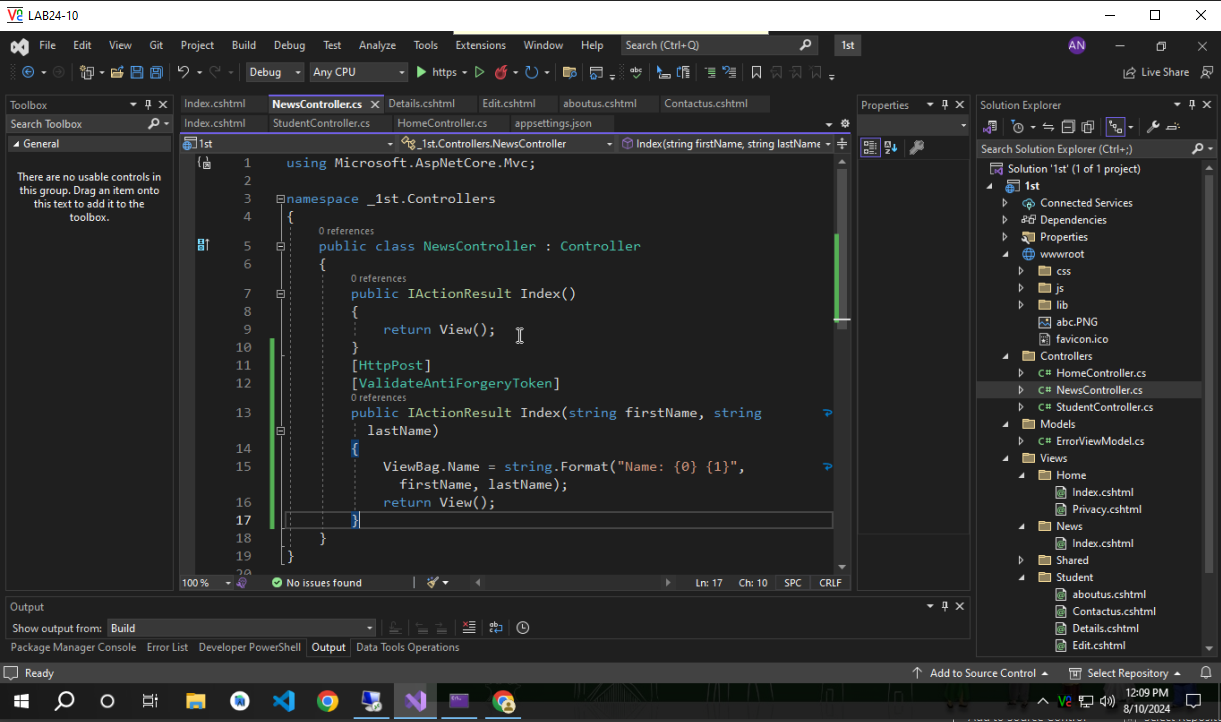 LAB24-10
File Edit View Git Project Build Debug Test Analyze Tools Extensions Window Help Search (Ctrl+Q) 1st AN
Debug Any CPU https Live Share
Toolbox
Search Toolbox
General
There are no usable controls in
this group. Drag an item onto
this text to add it to the
toolbox.
Index.cshtml NewsController.cs Details.cshtml Edit.cshtml aboutus.cshtml Contactus.cshtml
Index.cshtml StudentController.cs HomeController.cs appsettings.json
1st _1st.Controllers.NewsController Index(string firstName, string lastName
1 using Microsoft.AspNetCore.Mvc;
2
3 namespace _1st.Controllers
4 {
0 references
5 public class NewsController : Controller
6 {
0 references
7 public IActionResult Index()
8 {
9 return View();
10 }
11 [HttpPost]
12 [ValidateAntiForgeryToken]
0 references
13 public IActionResult Index(string firstName, string
lastName)
14 {
15 ViewBag.Name = string.Format("Name: {0} {1}",
firstName, lastName);
16 return View();
17 }
18 }
19 }
20
100 % No issues found Ln: 17 Ch: 10 SPC CRLF
Properties
Solution Explorer
Search Solution Explorer (Ctrl+;)
Solution '1st' (1 of 1 project)
1st
Connected Services
Dependencies
Properties
wwwroot
css
js
lib
abc.PNG
favicon.ico
Controllers
HomeController.cs
NewsController.cs
StudentController.cs
Models
ErrorViewModel.cs
Views
Home
Index.cshtml
Privacy.cshtml
News
Index.cshtml
Shared
Student
aboutus.cshtml
Contactus.cshtml
Details.cshtml
Edit.cshtml
Output
Show output from: Build
Package Manager Console Error List Developer PowerShell Output Data Tools Operations
Ready Add to Source Control Select Repository
12:09 PM
8/10/2024